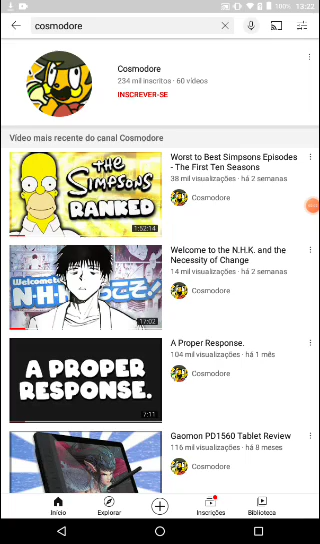 100% 13:22
cosmodore
Cosmodore
234 mil inscritos · 60 vídeos
INSCREVER-SE
Vídeo mais recente do canal Cosmodore
the
Simpsons
RANKED
1:52:14
Worst to Best Simpsons Episodes
- The First Ten Seasons
38 mil visualizações · há 2 semanas
Cosmodore
Welcome to the
N·H·K
17:02
Welcome to the N.H.K. and the
Necessity of Change
14 mil visualizações · há 2 semanas
Cosmodore
A PROPER
RESPONSE.
7:11
A Proper Response.
104 mil visualizações · há 1 mês
Cosmodore
Gaomon PD1560 Tablet Review
116 mil visualizações · há 8 meses
Cosmodore
Início
Explorar
Inscrições
Biblioteca